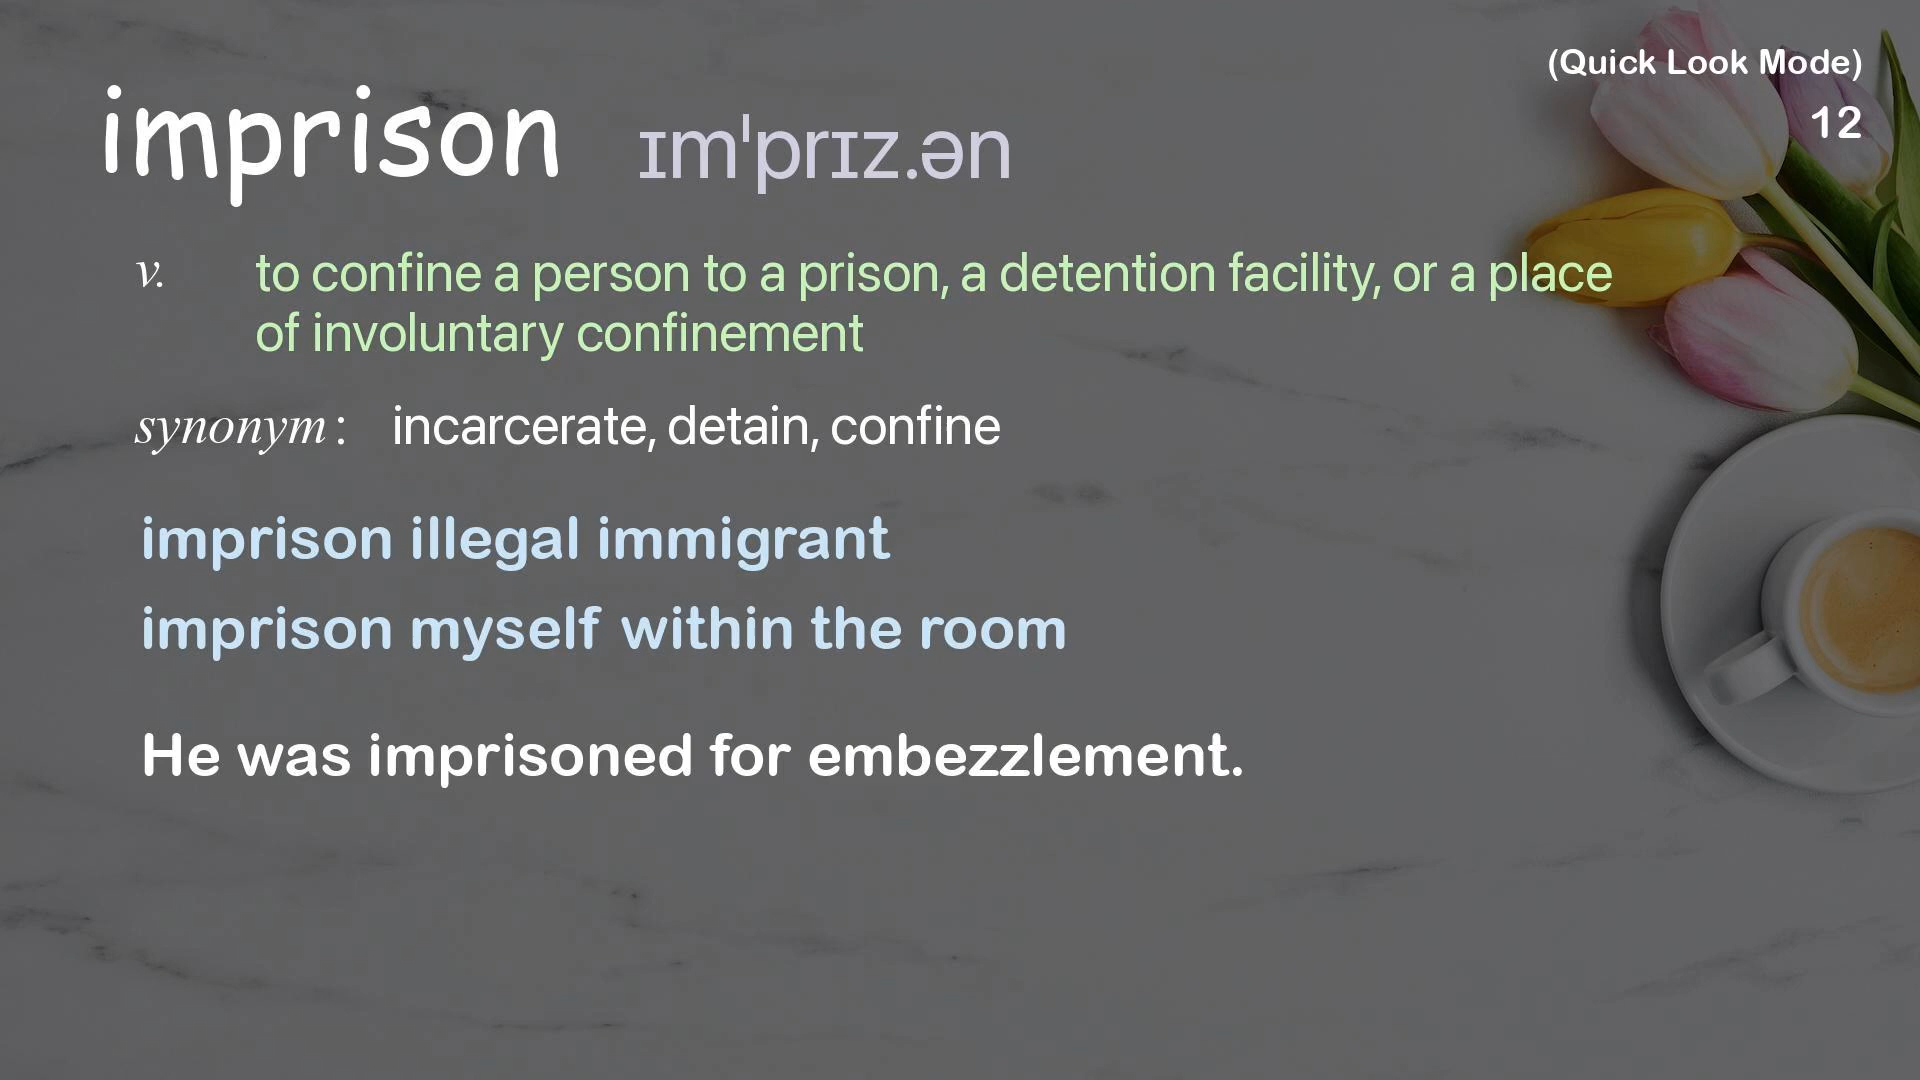 (Quick Look Mode)
12
imprison ɪmˈprɪz.ən
v. to confine a person to a prison, a detention facility, or a place
of involuntary confinement
synonym: incarcerate, detain, confine
imprison illegal immigrant
imprison myself within the room
He was imprisoned for embezzlement.